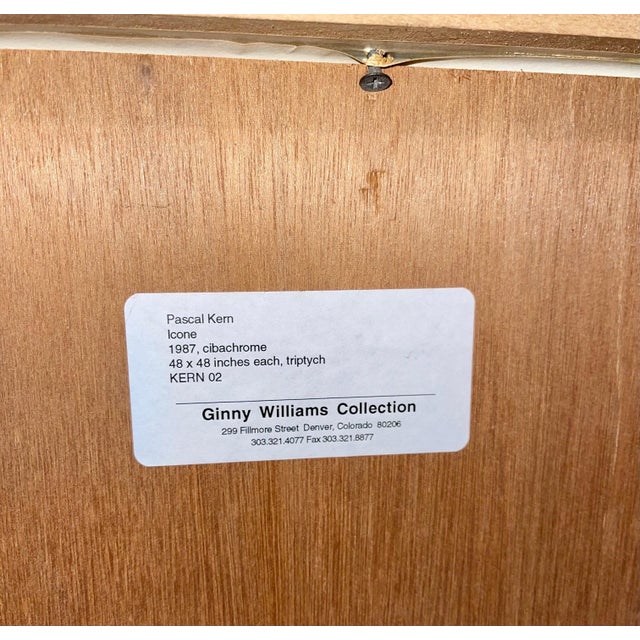 Pascal Kern
Icone
1987, cibachrome
48 x 48 inches each, triptych
KERN 02
Ginny Williams Collection
299 Fillmore Street Denver, Colorado 80206
303.321.4077 Fax 303.321.8877